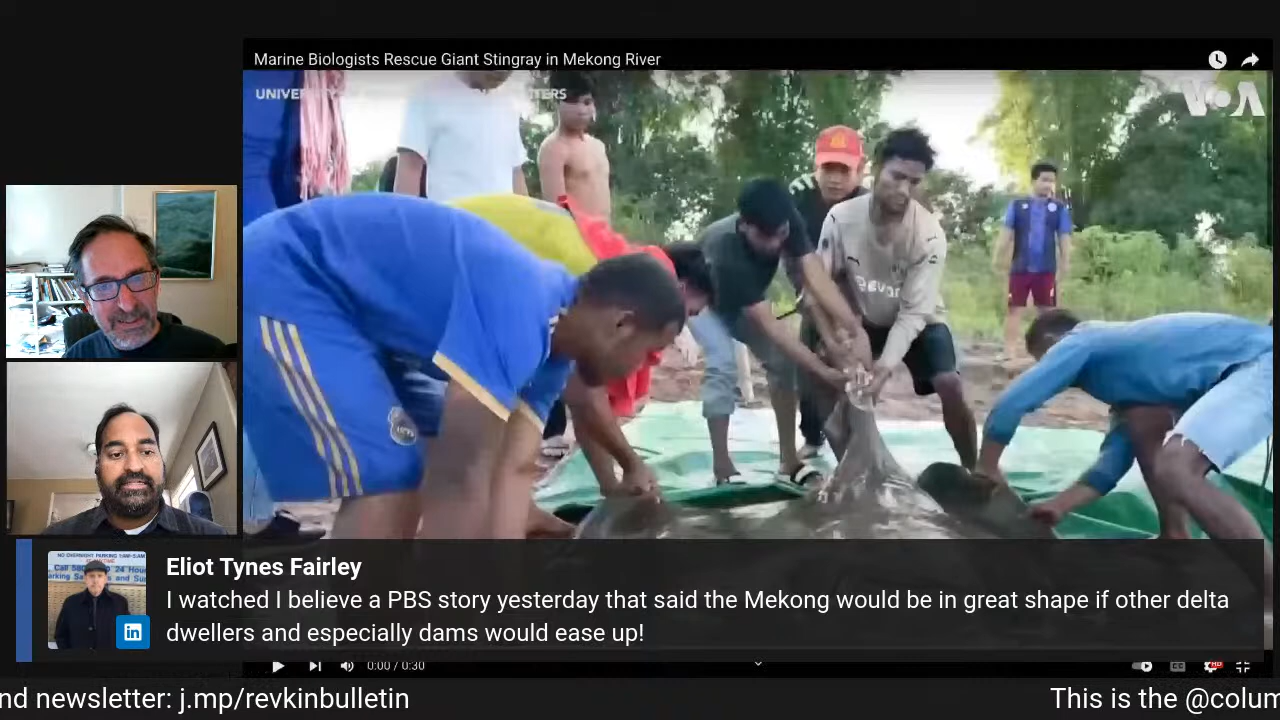 Marine Biologists Rescue Giant Stingray in Mekong River
VOA
Eliot Tynes Fairley
I watched I believe a PBS story yesterday that said the Mekong would be in great shape if other delta
dwellers and especially dams would ease up!
in
0:00 / 0:30
HD
nd newsletter: j.mp/revkinbulletin
This is the @colum